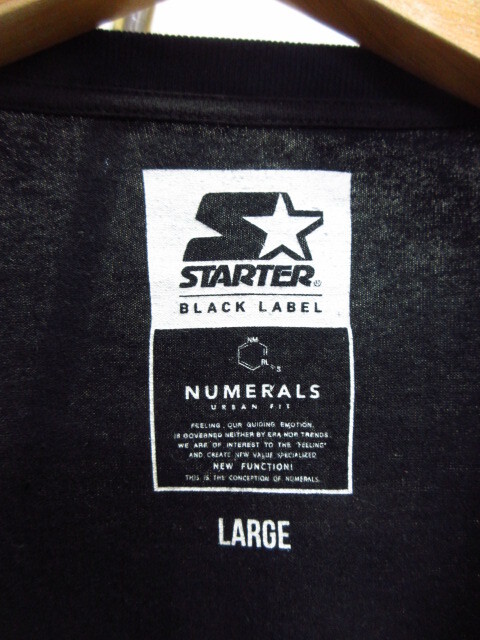 STARTER®
BLACK LABEL
NM
RL
S
NUMERALS
URBAN FIT
FEELING, OUR GUIDING EMOTION,
IS GOVERNED NEITHER BY ERA NOR TRENDS.
WE ARE OF INTEREST TO THE "FEELING"
AND CREATE NEW VALUE SPECIALIZED
NEW FUNCTION!
THIS IS THE CONCEPTION OF NUMERALS.
LARGE